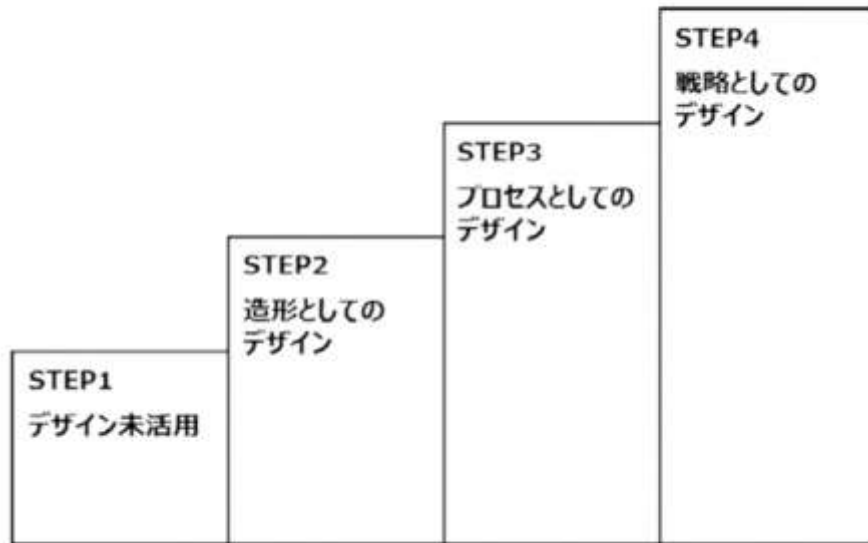 STEP4
戦略としての
デザイン
STEP3
プロセスとしての
デザイン
STEP2
造形としての
デザイン
STEP1
デザイン未活用